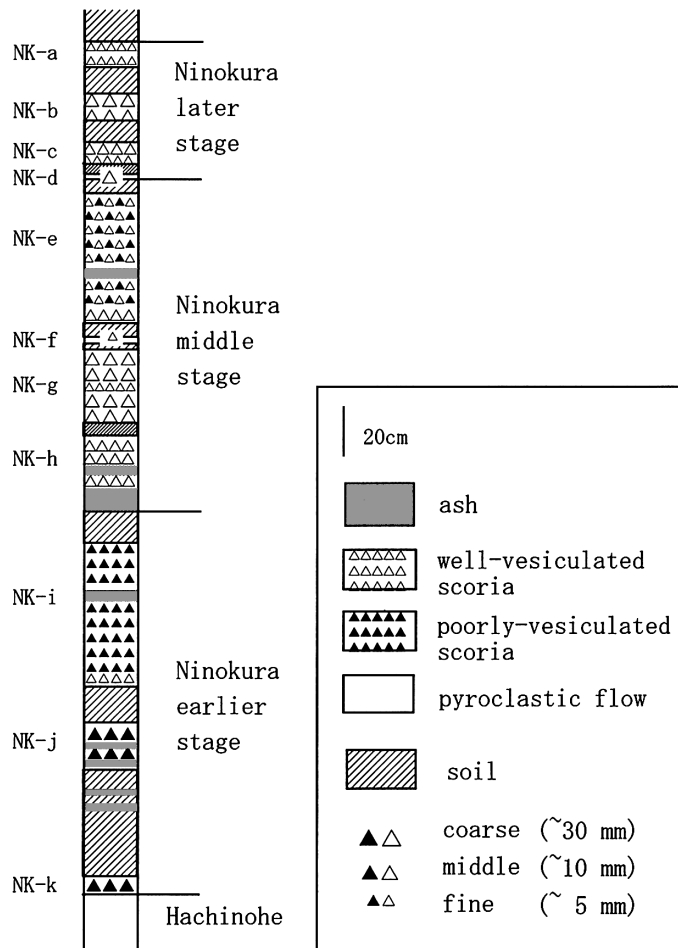 NK-a
NK-b
NK-c
NK-d
NK-e
NK-f
NK-g
NK-h
NK-i
NK-j
NK-k
Ninokura
later
stage
Ninokura
middle
stage
Ninokura
earlier
stage
Hachinohe
20cm
ash
well-vesiculated
scoria
poorly-vesiculated
scoria
pyroclastic flow
soil
coarse (~30 mm)
middle (~10 mm)
fine (~ 5 mm)